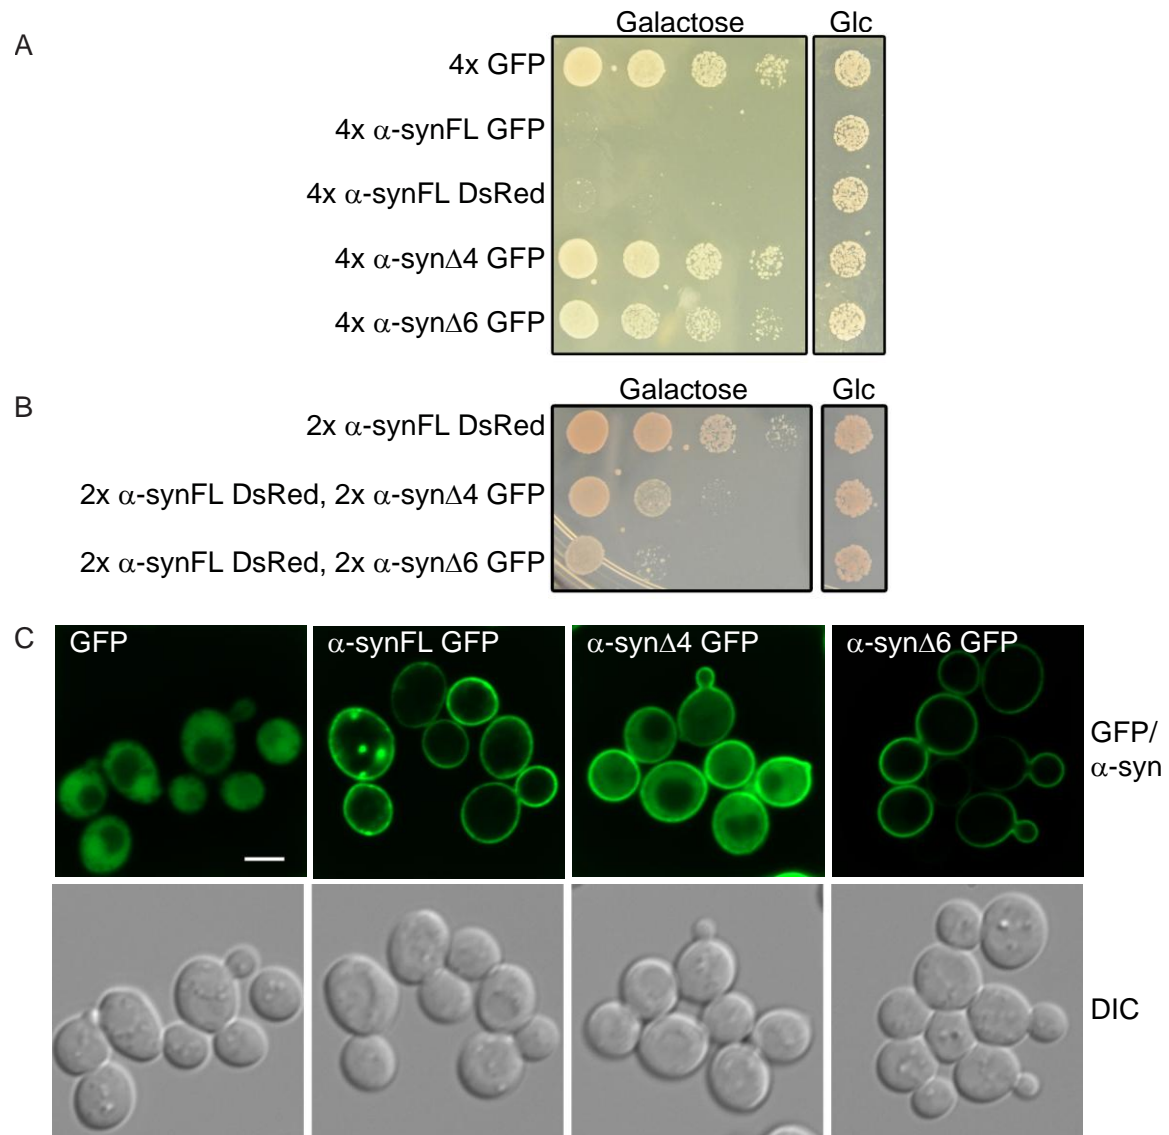 A
Galactose Glc
4x GFP
4x α-synFL GFP
4x α-synFL DsRed
4x α-synΔ4 GFP
4x α-synΔ6 GFP
B
Galactose Glc
2x α-synFL DsRed
2x α-synFL DsRed, 2x α-synΔ4 GFP
2x α-synFL DsRed, 2x α-synΔ6 GFP
C
GFP
α-synFL GFP
α-synΔ4 GFP
α-synΔ6 GFP
GFP/
α-syn
DIC